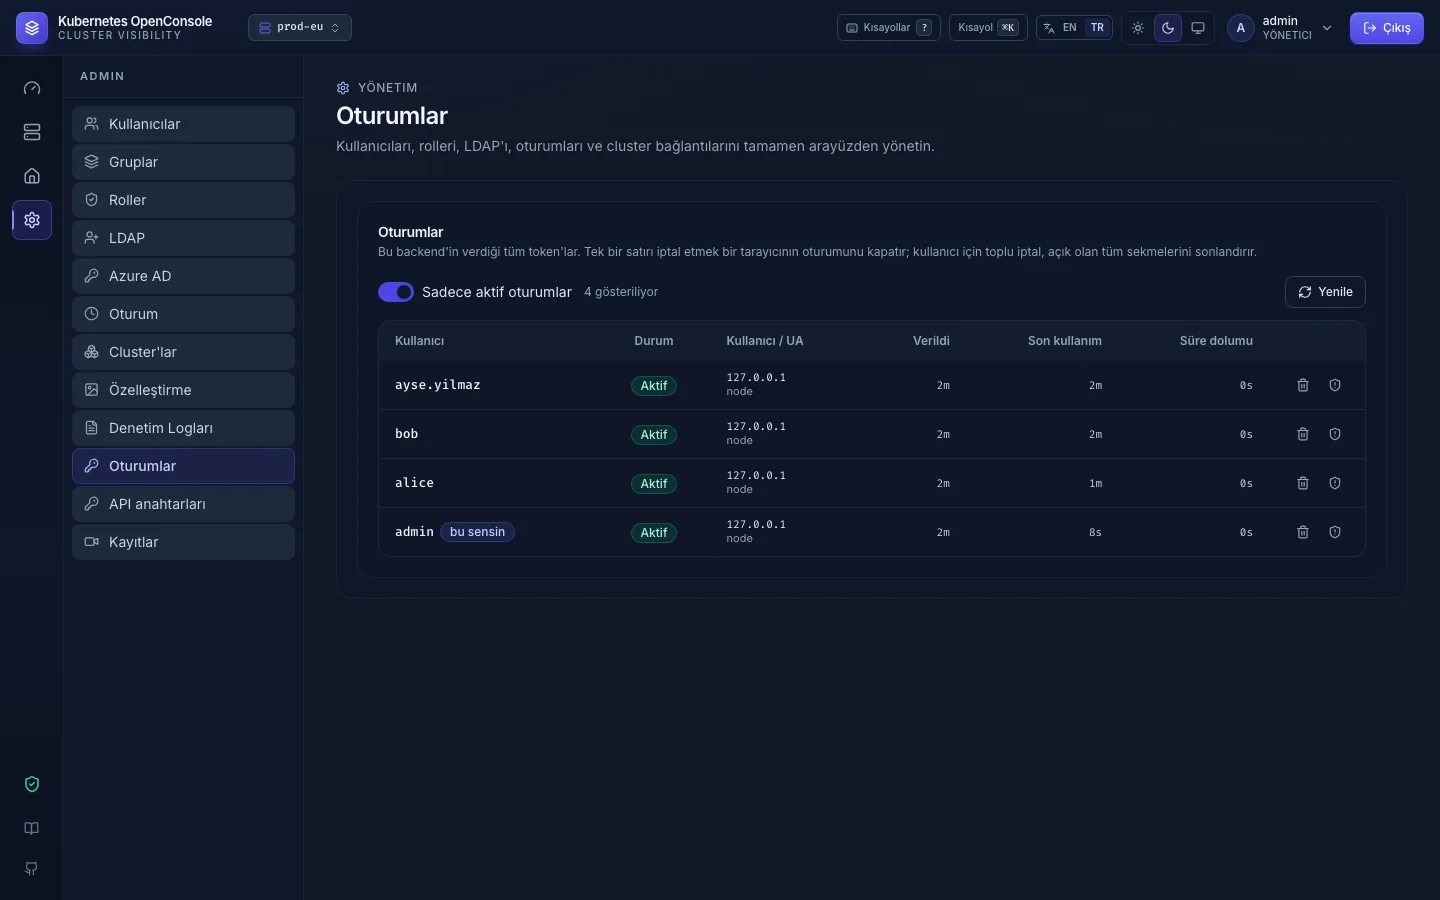 Kubernetes OpenConsole
CLUSTER VISIBILITY
prod-eu
Kısayollar ?
Kısayol ⌘K
EN TR
A
admin
YÖNETICI
Çıkış
ADMIN
Kullanıcılar
Gruplar
Roller
LDAP
Azure AD
Oturum
Cluster'lar
Özelleştirme
Denetim Logları
Oturumlar
API anahtarları
Kayıtlar
YÖNETIM
Oturumlar
Kullanıcıları, rolleri, LDAP'ı, oturumları ve cluster bağlantılarını tamamen arayüzden yönetin.
Oturumlar
Bu backend'in verdiği tüm token'lar. Tek bir satırı iptal etmek bir tarayıcının oturumunu kapatır; kullanıcı için toplu iptal, açık olan tüm sekmelerini sonlandırır.
Sadece aktif oturumlar 4 gösteriliyor
Yenile
Kullanıcı Durum Kullanıcı / UA Verildi Son kullanım Süre dolumu
ayse.yilmaz Aktif 127.0.0.1 2m 2m 0s
node
bob Aktif 127.0.0.1 2m 2m 0s
node
alice Aktif 127.0.0.1 2m 1m 0s
node
admin bu sensin Aktif 127.0.0.1 2m 8s 0s
node